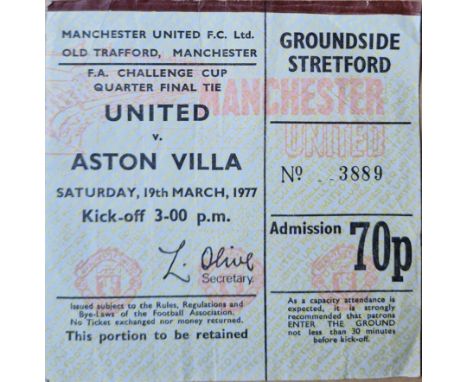 MANCHESTER UNITED F.C. Ltd.
OLD TRAFFORD, MANCHESTER
F.A. CHALLENGE CUP
QUARTER FINAL TIE
UNITED
v.
ASTON VILLA
SATURDAY, 19th MARCH, 1977
Kick-off 3-00 p.m.
L. Olive
Secretary.
Issued subject to the Rules, Regulations and
Bye-Laws of the Football Association.
No Ticket exchanged nor money returned.
This portion to be retained
GROUNDSIDE
STRETFORD
MANCHESTER
UNITED
No 3889
Admission 70p
As a capacity attendance is
expected, it is strongly
recommended that patrons
ENTER THE GROUND
not less than 30 minutes
before kick-off.